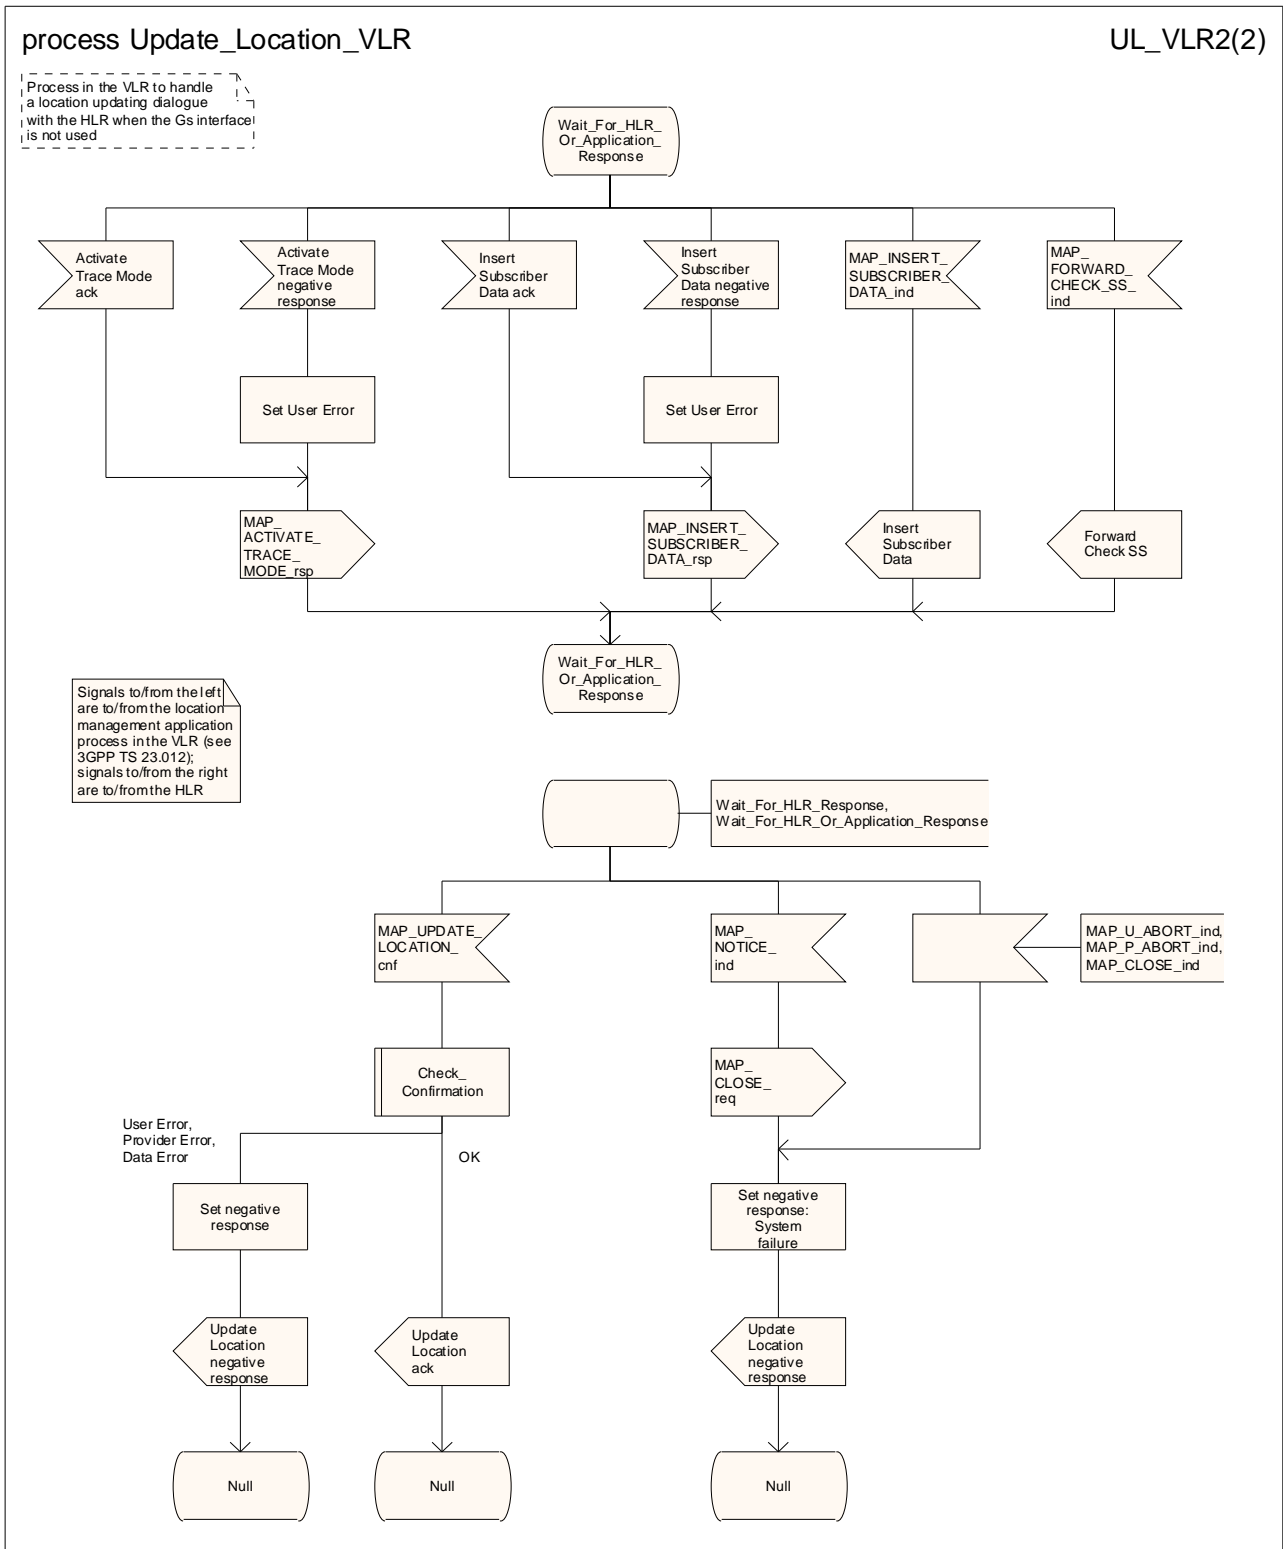 process Update_Location_VLR
UL_VLR2(2)
Process in the VLR to handle
a location updating dialogue
with the HLR when the Gs interface
is not used
Wait_For_HLR_
Or_Application_
Response
Activate
Trace Mode
ack
Activate
Trace Mode
negative
response
Insert
Subscriber
Data ack
Insert
Subscriber
Data negative
response
MAP_INSERT_
SUBSCRIBER_
DATA_ind
MAP_
FORWARD_
CHECK_SS_
ind
Set User Error
Set User Error
MAP_
ACTIVATE_
TRACE_
MODE_rsp
MAP_INSERT_
SUBSCRIBER_
DATA_rsp
Insert
Subscriber
Data
Forward
Check SS
Wait_For_HLR_
Or_Application_
Response
Signals to/from the left
are to/from the location
management application
process in the VLR (see
3GPP TS 23.012);
signals to/from the right
are to/from the HLR
Wait_For_HLR_Response,
Wait_For_HLR_Or_Application_Response
MAP_UPDATE_
LOCATION_
cnf
MAP_
NOTICE_
ind
MAP_U_ABORT_ind,
MAP_P_ABORT_ind,
MAP_CLOSE_ind
Check_
Confirmation
MAP_
CLOSE_
req
User Error,
Provider Error,
Data Error
OK
Set negative
response
Set negative
response:
System
failure
Update
Location
negative
response
Update
Location
ack
Update
Location
negative
response
Null
Null
Null